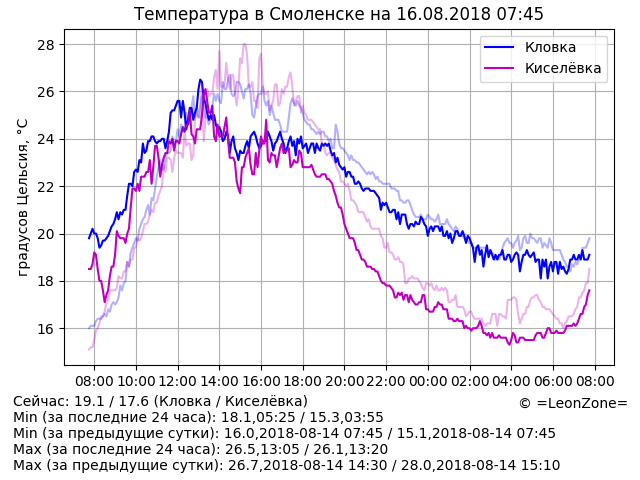 Температура в Смоленске на 16.08.2018 07:45
Кловка
Киселёвка
градусов Цельсия, °C
28
26
24
22
20
18
16
08:00 10:00 12:00 14:00 16:00 18:00 20:00 22:00 00:00 02:00 04:00 06:00 08:00
Сейчас: 19.1 / 17.6 (Кловка / Киселёвка)
© =LeonZone=
Min (за последние 24 часа): 18.1,05:25 / 15.3,03:55
Min (за предыдущие сутки): 16.0,2018-08-14 07:45 / 15.1,2018-08-14 07:45
Max (за последние 24 часа): 26.5,13:05 / 26.1,13:20
Max (за предыдущие сутки): 26.7,2018-08-14 14:30 / 28.0,2018-08-14 15:10